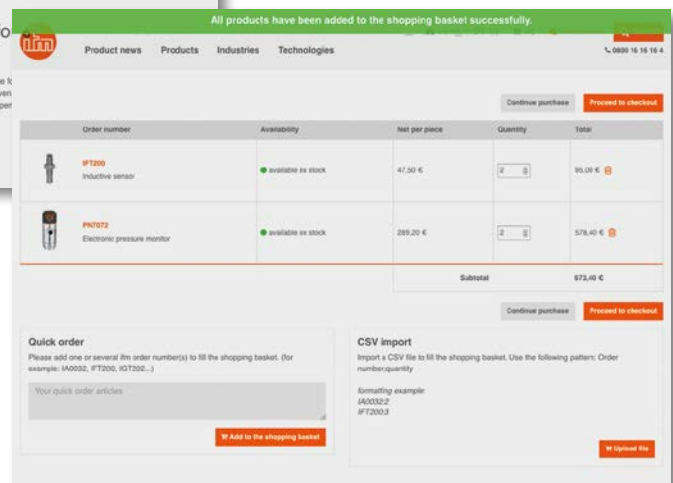 All products have been added to the shopping basket successfully.
ifm
Product news Products Industries Technologies
0800 16 16 16 4
Continue purchase Proceed to checkout
Order number Availability Net per piece Quantity Total
IFT200
Inductive sensor
available ex stock 47,50 € 2 95,00 €
PN7072
Electronic pressure monitor
available ex stock 289,20 € 2 578,40 €
Subtotal 673,40 €
Continue purchase Proceed to checkout
Quick order
Please add one or several ifm order number(s) to fill the shopping basket. (for
example: IA0032, IFT200, IGT202...)
Your quick order articles
Add to the shopping basket
CSV import
Import a CSV file to fill the shopping basket. Use the following pattern: Order
number;quantity
formatting example:
IA0032:2
IFT200:3
Upload file